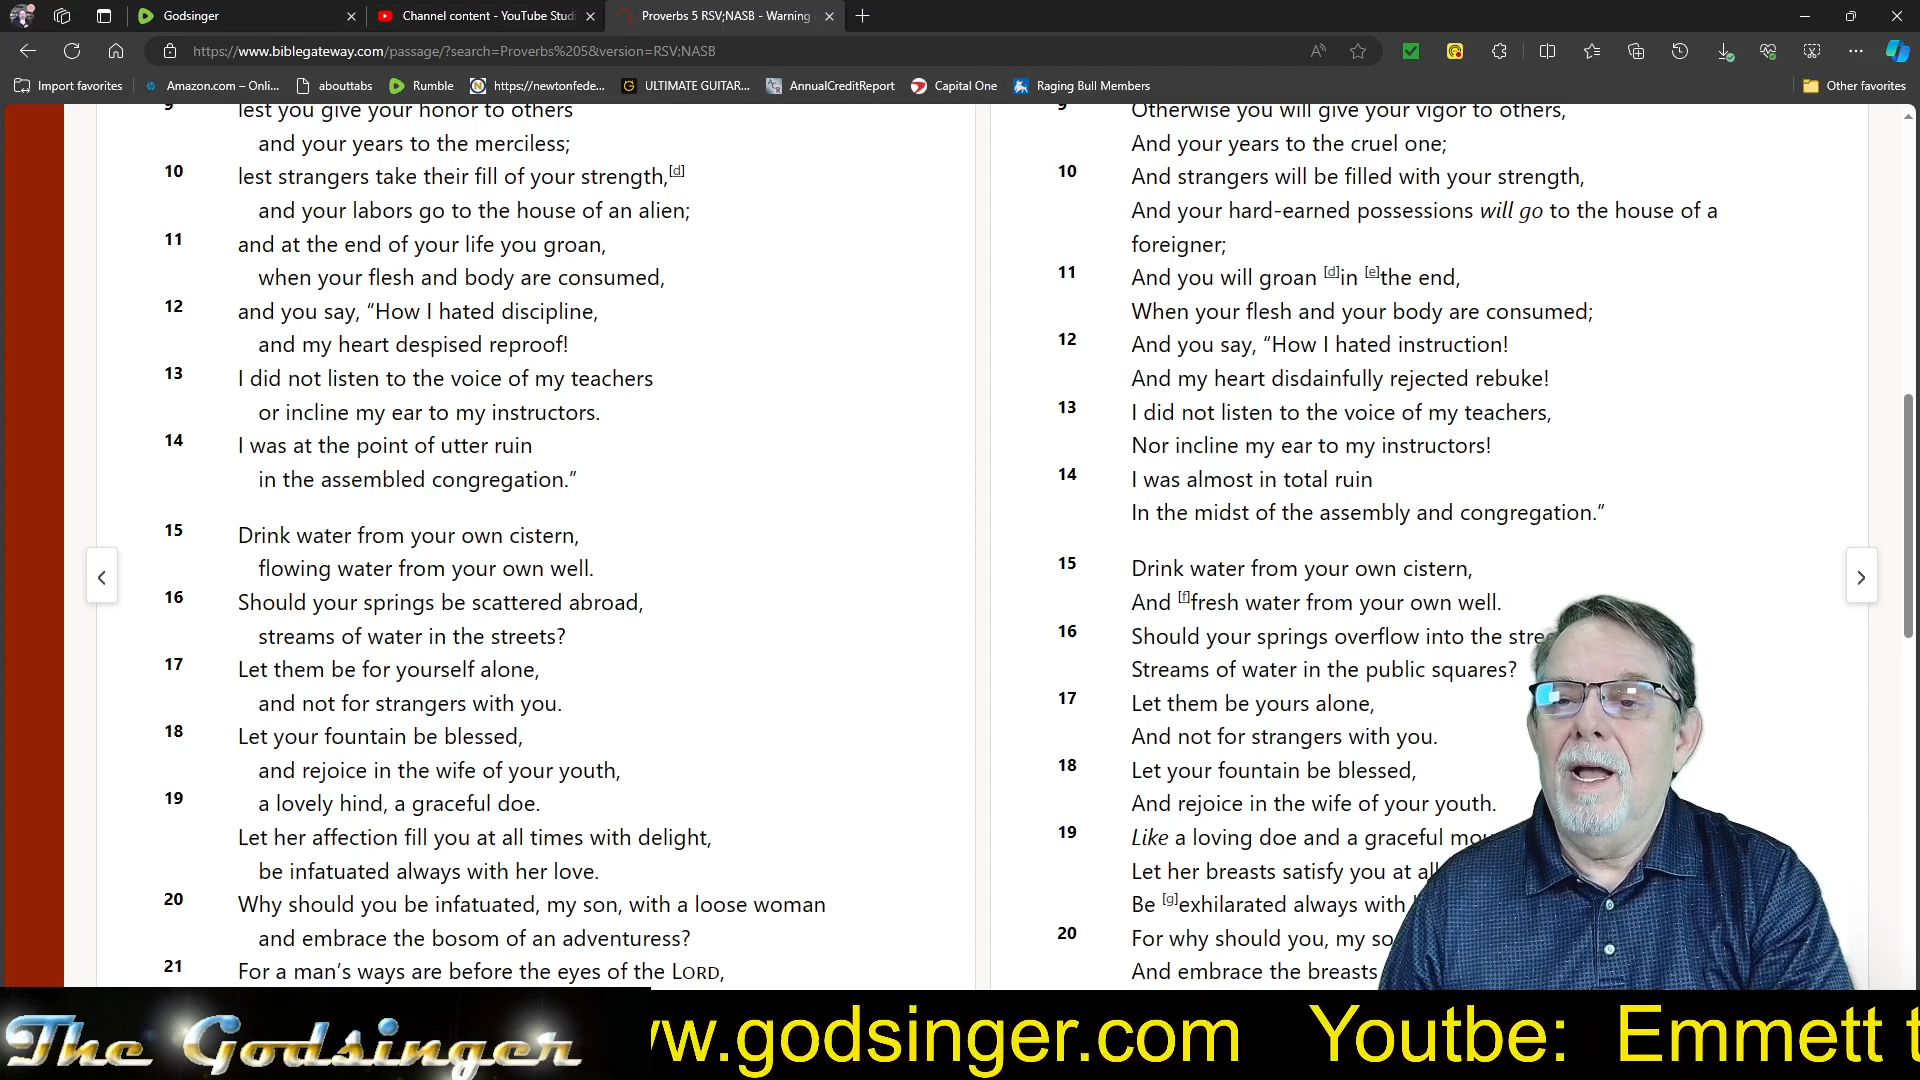 Godsinger
Channel content - YouTube Studi
Proverbs 5 RSV;NASB - Warning
https://www.biblegateway.com/passage/?search=Proverbs%205&version=RSV;NASB
Import favorites
Amazon.com – Onli...
abouttabs
Rumble
https://newtonfede...
ULTIMATE GUITAR...
AnnualCreditReport
Capital One
Raging Bull Members
Other favorites
9 lest you give your honor to others
and your years to the merciless;
10 lest strangers take their fill of your strength,[d]
and your labors go to the house of an alien;
11 and at the end of your life you groan,
when your flesh and body are consumed,
12 and you say, “How I hated discipline,
and my heart despised reproof!
13 I did not listen to the voice of my teachers
or incline my ear to my instructors.
14 I was at the point of utter ruin
in the assembled congregation.”
15 Drink water from your own cistern,
flowing water from your own well.
16 Should your springs be scattered abroad,
streams of water in the streets?
17 Let them be for yourself alone,
and not for strangers with you.
18 Let your fountain be blessed,
and rejoice in the wife of your youth,
19 a lovely hind, a graceful doe.
Let her affection fill you at all times with delight,
be infatuated always with her love.
20 Why should you be infatuated, my son, with a loose woman
and embrace the bosom of an adventuress?
21 For a man’s ways are before the eyes of the LORD,
9 Otherwise you will give your vigor to others,
And your years to the cruel one;
10 And strangers will be filled with your strength,
And your hard-earned possessions will go to the house of a
foreigner;
11 And you will groan [d]in [e]the end,
When your flesh and your body are consumed;
12 And you say, “How I hated instruction!
And my heart disdainfully rejected rebuke!
13 I did not listen to the voice of my teachers,
Nor incline my ear to my instructors!
14 I was almost in total ruin
In the midst of the assembly and congregation.”
15 Drink water from your own cistern,
And [f]fresh water from your own well.
16 Should your springs overflow into the stre
Streams of water in the public squares?
17 Let them be yours alone,
And not for strangers with you.
18 Let your fountain be blessed,
And rejoice in the wife of your youth.
19 Like a loving doe and a graceful mou
Let her breasts satisfy you at all
Be [g]exhilarated always with
20 For why should you, my so
And embrace the breasts
The Godsinger
w.godsinger.com Youtbe: Emmett t